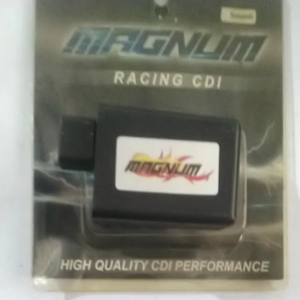 MAGNUM
RACING CDI
MAGNUM
HIGH QUALITY CDI PERFORMANCE